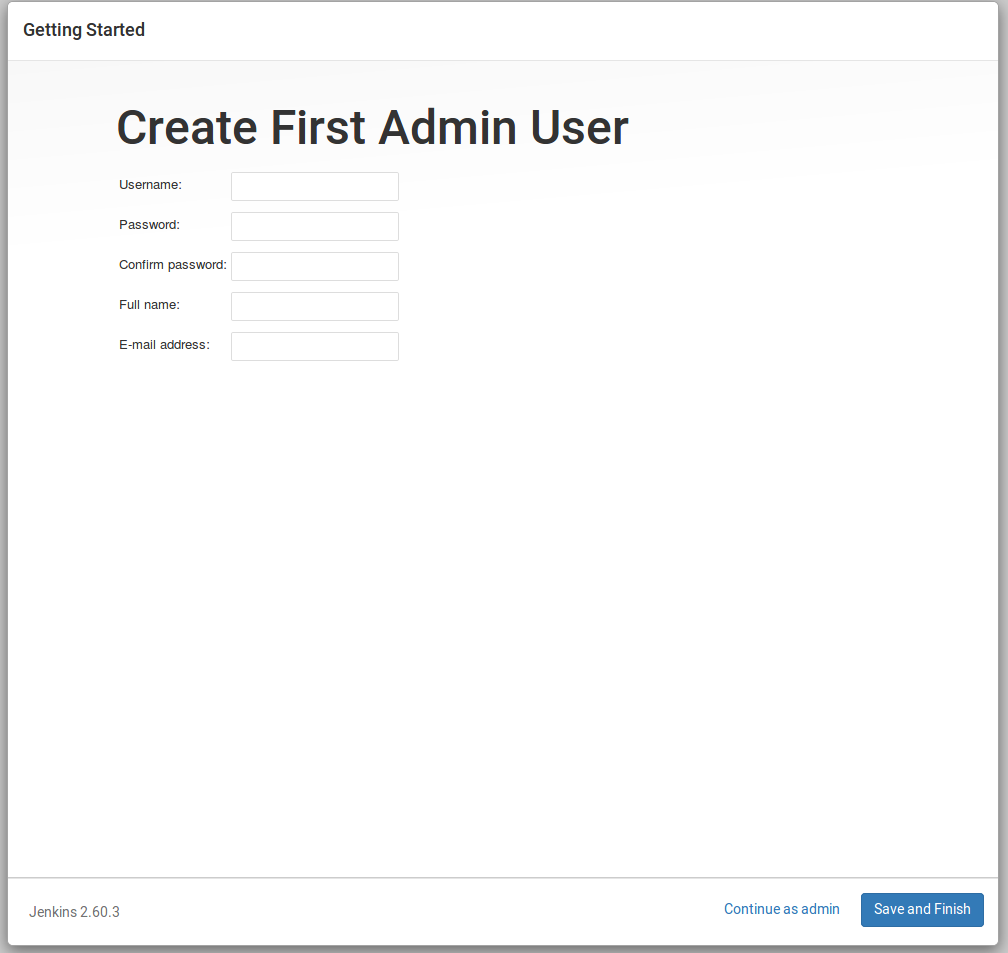 Getting Started
Create First Admin User
Username:
Password:
Confirm password:
Full name:
E-mail address:
Jenkins 2.60.3
Continue as admin
Save and Finish